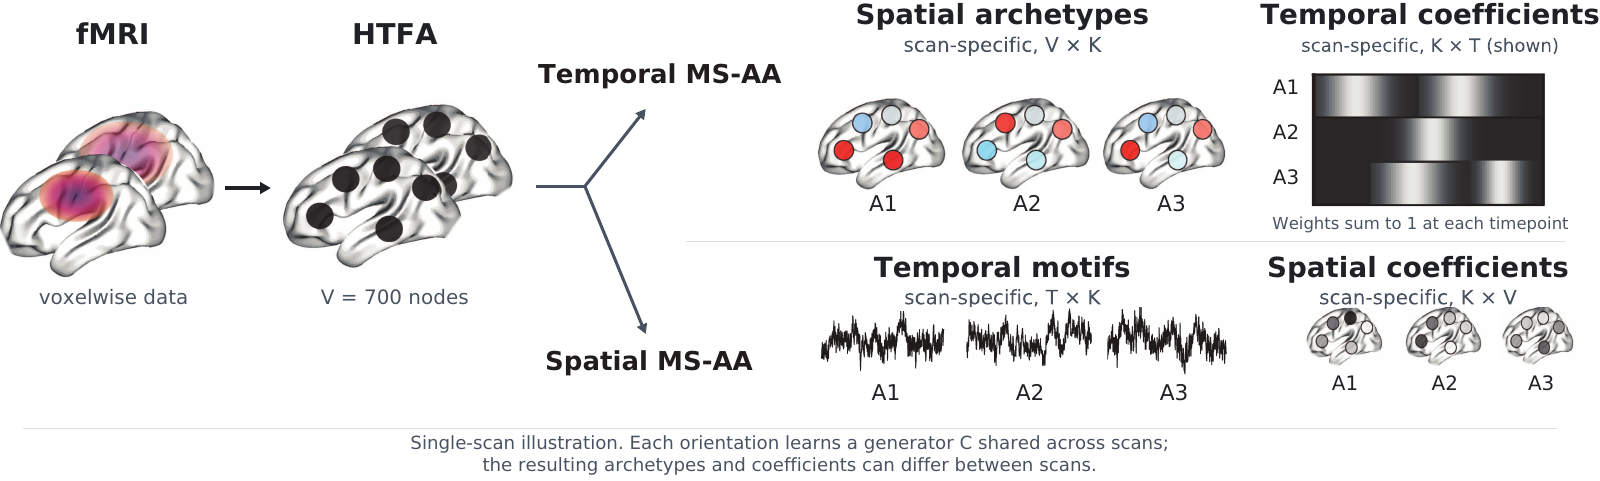 fMRI
voxelwise data
HTFA
V = 700 nodes
Temporal MS-AA
Spatial MS-AA
Spatial archetypes
scan-specific, V × K
A1
A2
A3
Temporal coefficients
scan-specific, K × T (shown)
A1
A2
A3
Weights sum to 1 at each timepoint
Temporal motifs
scan-specific, T × K
A1
A2
A3
Spatial coefficients
scan-specific, K × V
A1
A2
A3
Single-scan illustration. Each orientation learns a generator C shared across scans;
the resulting archetypes and coefficients can differ between scans.